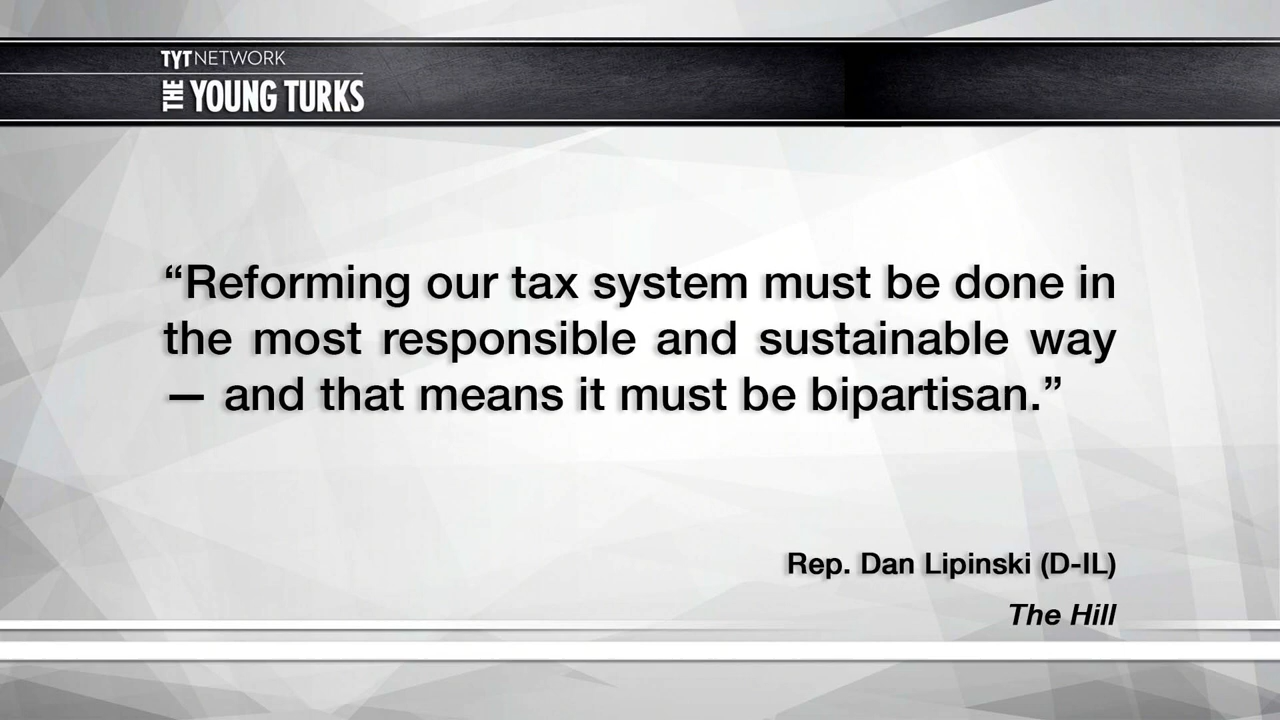 TYT NETWORK
THE YOUNG TURKS
“Reforming our tax system must be done in
the most responsible and sustainable way
— and that means it must be bipartisan.”
Rep. Dan Lipinski (D-IL)
The Hill